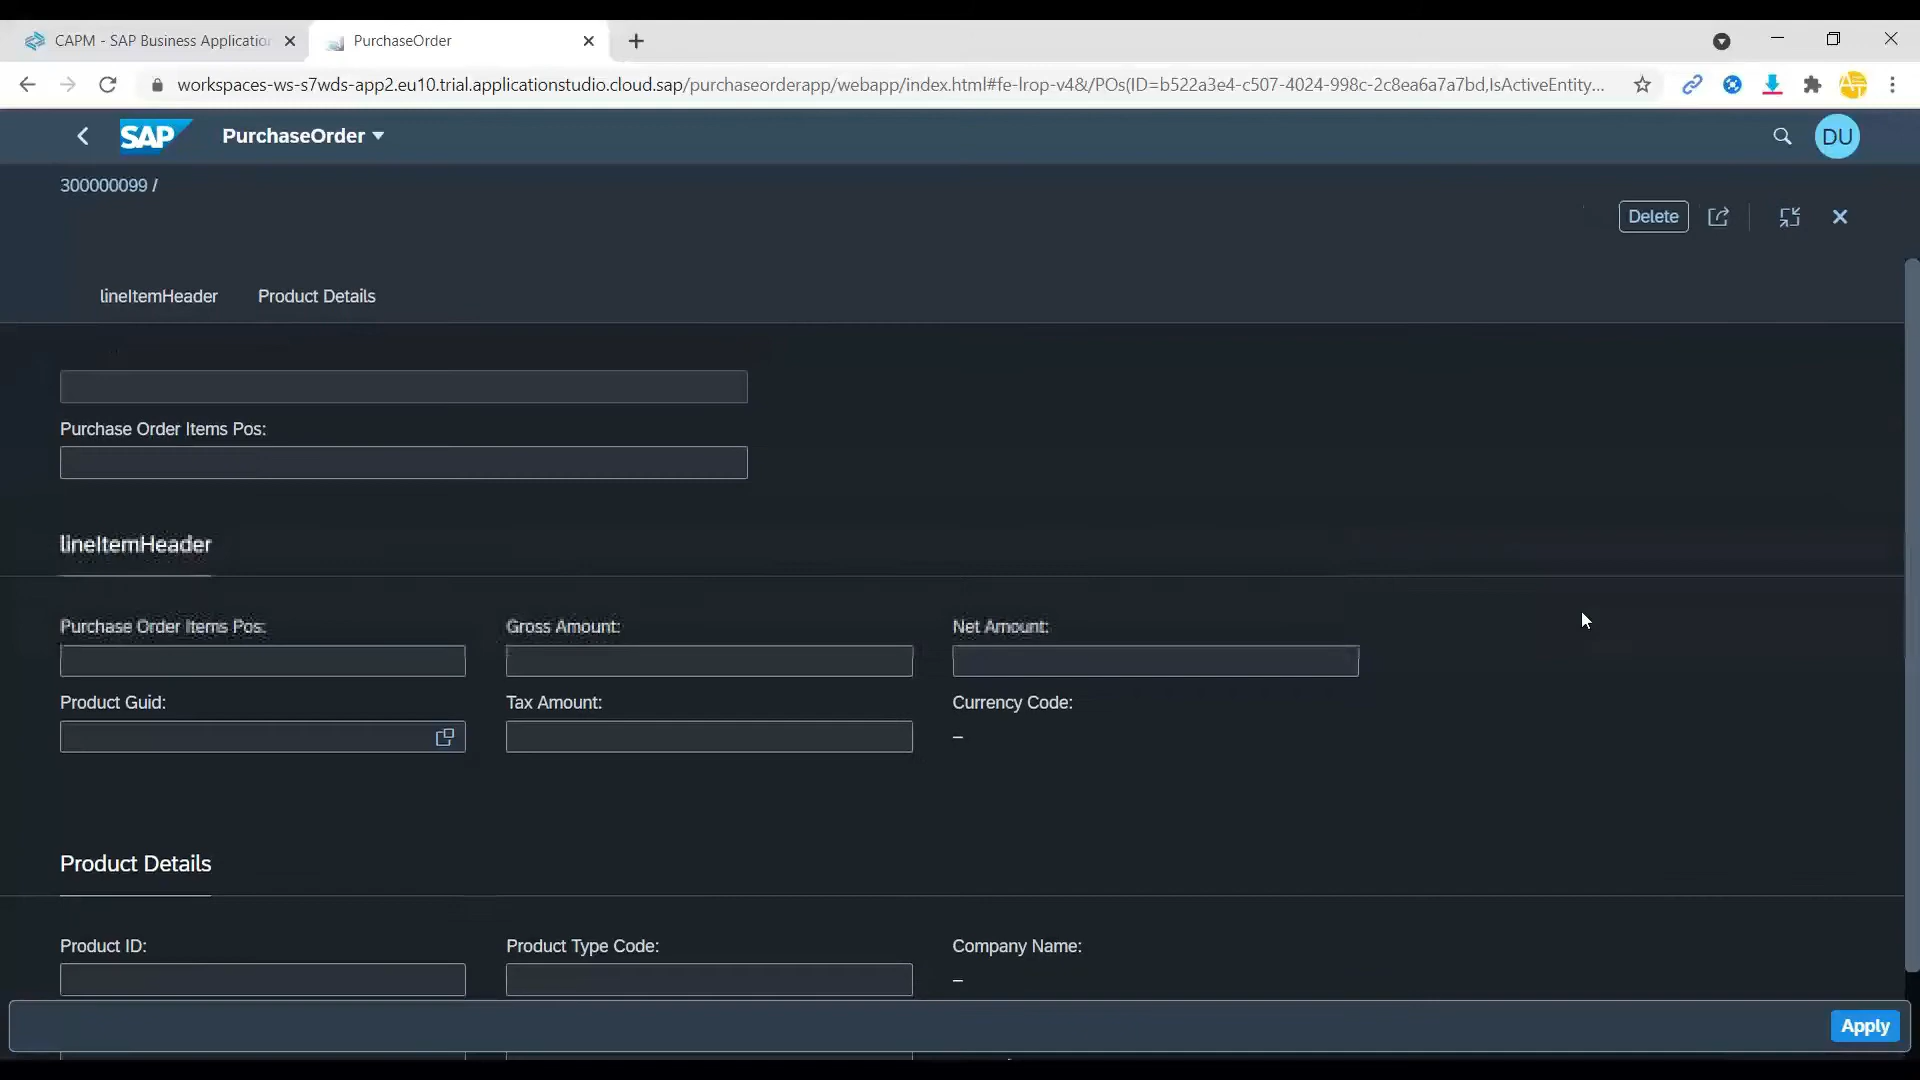 CAPM - SAP Business Applicatio
PurchaseOrder
workspaces-ws-s7wds-app2.eu10.trial.applicationstudio.cloud.sap/purchaseorderapp/webapp/index.html#fe-lrop-v4&/POs(ID=b522a3e4-c507-4024-998c-2c8ea6a7a7bd,IsActiveEntity...
SAP
PurchaseOrder
DU
300000099 /
Delete
lineItemHeader
Product Details
Purchase Order Items Pos:
lineItemHeader
Purchase Order Items Pos:
Gross Amount:
Net Amount:
Product Guid:
Tax Amount:
Currency Code:
–
Product Details
Product ID:
Product Type Code:
Company Name:
–
Apply